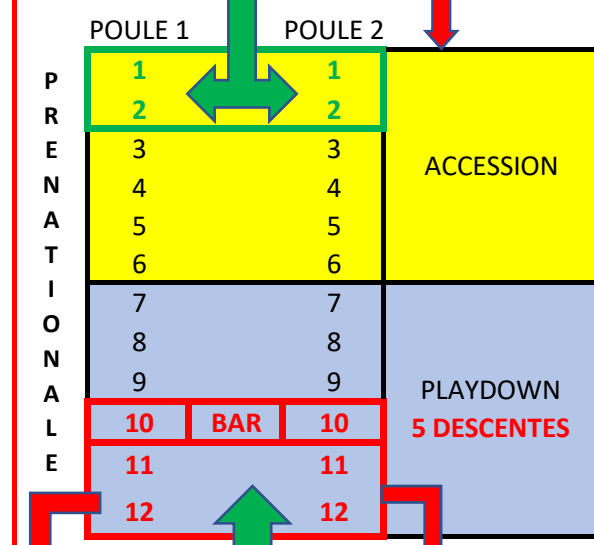 POULE 1 POULE 2
PRENATIONALE
1 1
2 2
3 3
4 4
5 5
6 6
ACCESSION
7 7
8 8
9 9
10 BAR 10
11 11
12 12
PLAYDOWN
5 DESCENTES